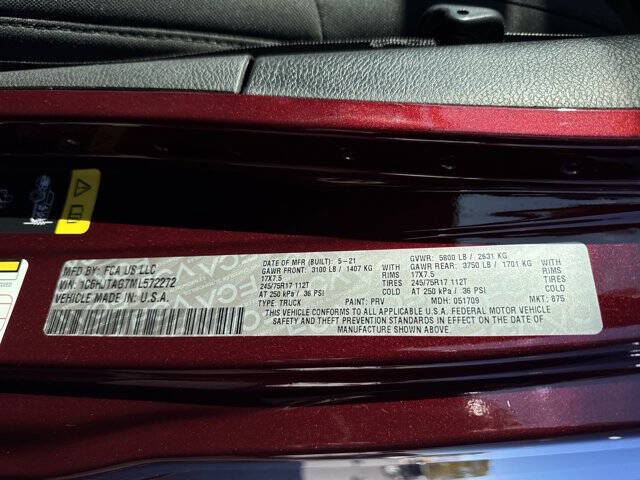 MFD BY: FCA US LLC
VIN: 1C6HJTAG7ML572272
VEHICLE MADE IN U.S.A.
DATE OF MFR (BUILT): 5-21
GAWR FRONT: 3100 LB / 1407 KG WITH
17X7.5 RIMS
245/75R17 112T TIRES
AT 250 kPa / 36 PSI COLD
TYPE: TRUCK PAINT: PRV
GVWR: 5800 LB / 2631 KG
GAWR REAR: 3750 LB / 1701 KG WITH
17X7.5 RIMS
245/75R17 112T TIRES
AT 250 kPa / 36 PSI COLD
MDH: 051709 MKT: 875
THIS VEHICLE CONFORMS TO ALL APPLICABLE U.S.A. FEDERAL MOTOR VEHICLE
SAFETY AND THEFT PREVENTION STANDARDS IN EFFECT ON THE DATE OF
MANUFACTURE SHOWN ABOVE.